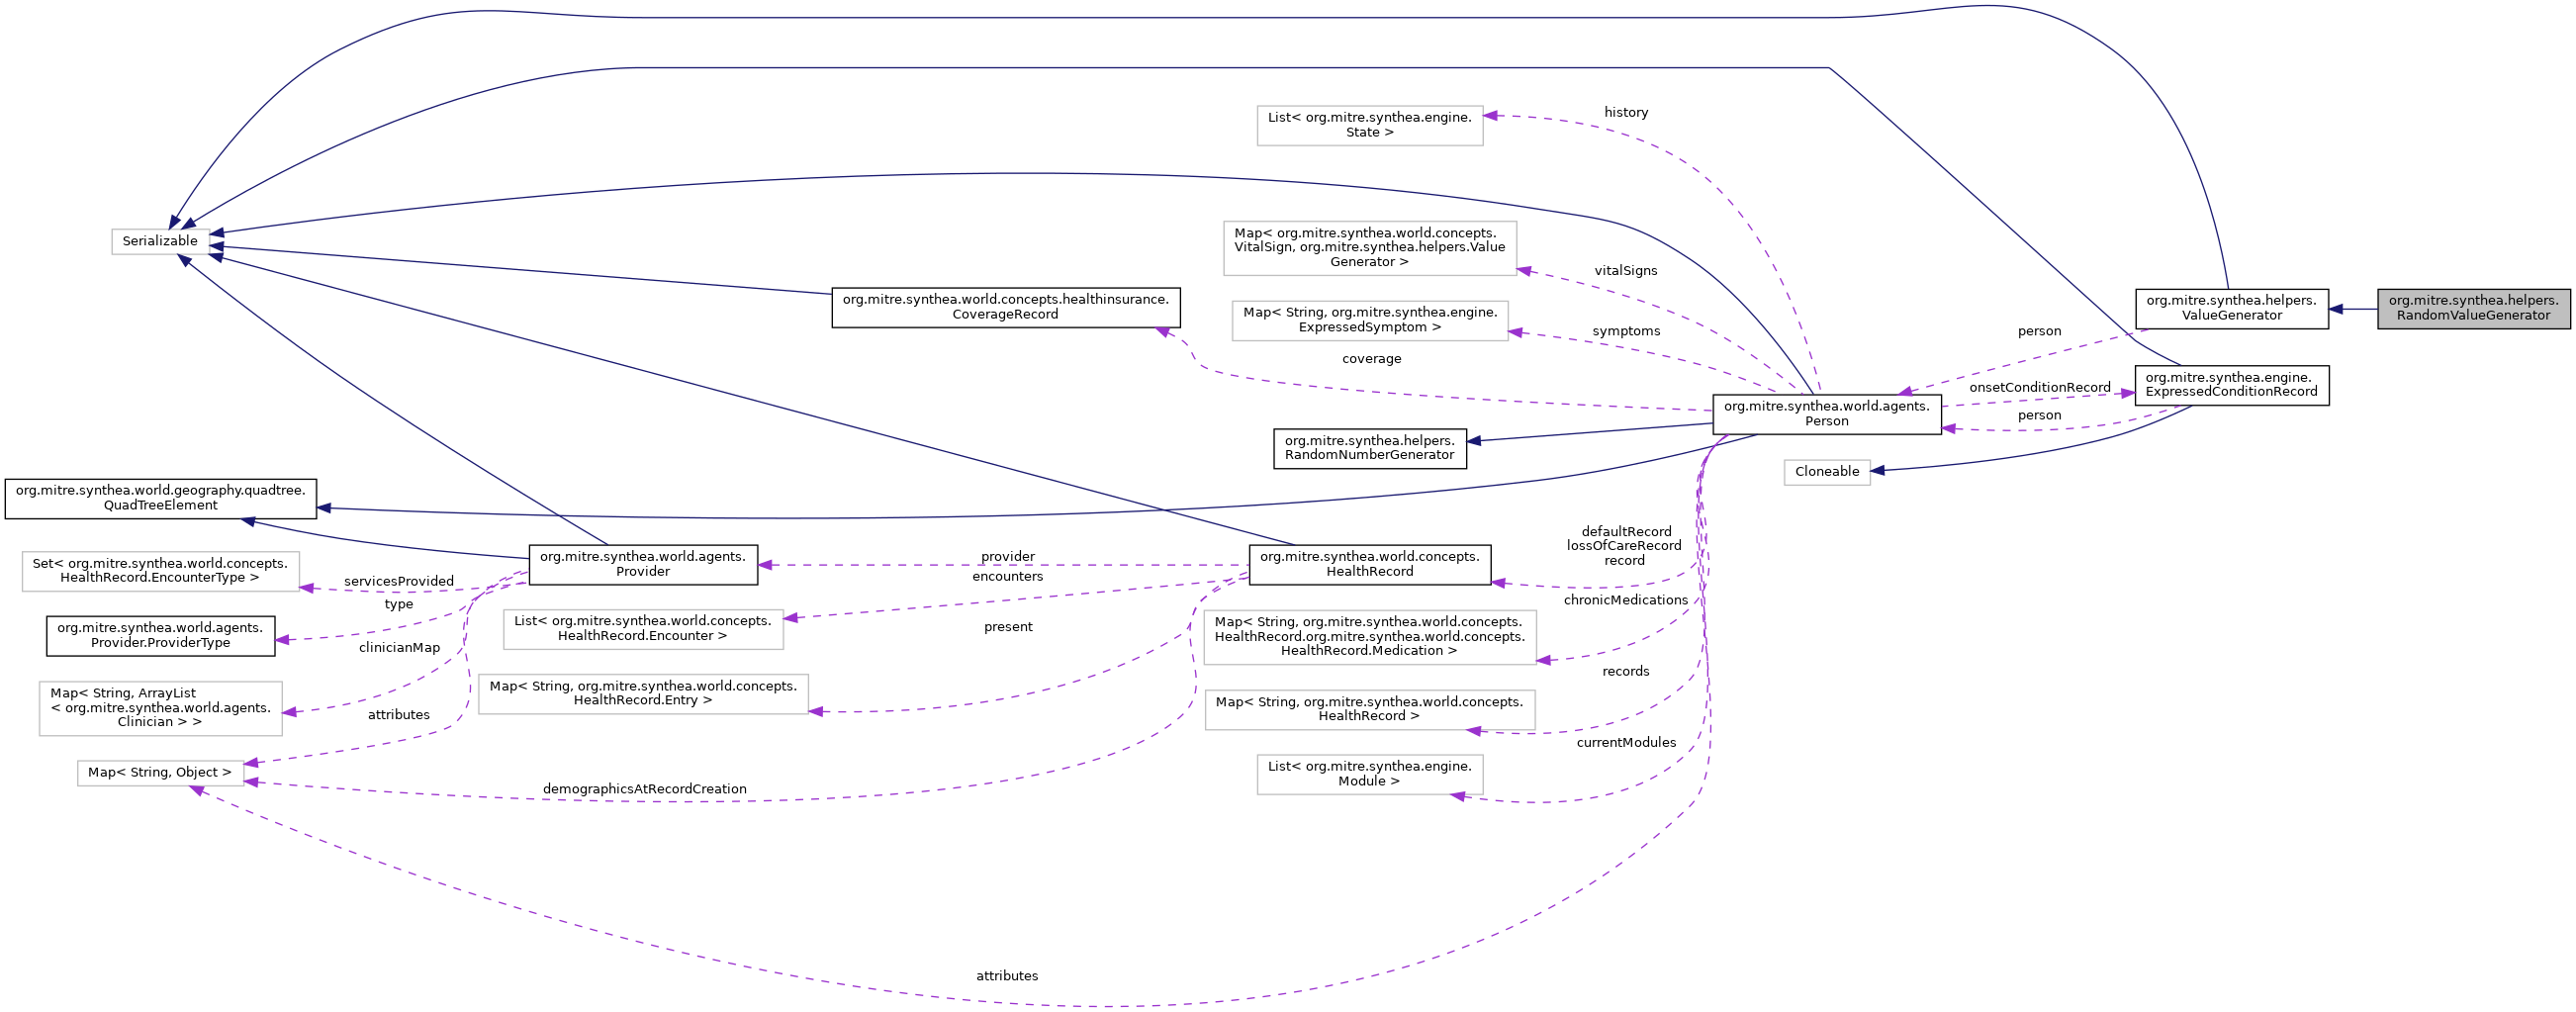 history
List< org.mitre.synthea.engine.
State >
Serializable
Map< org.mitre.synthea.world.concepts.
VitalSign, org.mitre.synthea.helpers.Value
Generator >
vitalSigns
org.mitre.synthea.world.concepts.healthinsurance.
CoverageRecord
Map< String, org.mitre.synthea.engine.
ExpressedSymptom >
symptoms
coverage
org.mitre.synthea.helpers.
ValueGenerator
org.mitre.synthea.helpers.
RandomValueGenerator
person
onsetConditionRecord
person
org.mitre.synthea.engine.
ExpressedConditionRecord
org.mitre.synthea.world.agents.
Person
org.mitre.synthea.helpers.
RandomNumberGenerator
Cloneable
org.mitre.synthea.world.geography.quadtree.
QuadTreeElement
Set< org.mitre.synthea.world.concepts.
HealthRecord.EncounterType >
servicesProvided
org.mitre.synthea.world.agents.
Provider
provider
encounters
org.mitre.synthea.world.concepts.
HealthRecord
defaultRecord
lossOfCareRecord
record
type
org.mitre.synthea.world.agents.
Provider.ProviderType
clinicianMap
List< org.mitre.synthea.world.concepts.
HealthRecord.Encounter >
present
chronicMedications
Map< String, org.mitre.synthea.world.concepts.
HealthRecord.org.mitre.synthea.world.concepts.
HealthRecord.Medication >
Map< String, ArrayList
< org.mitre.synthea.world.agents.
Clinician > >
attributes
Map< String, org.mitre.synthea.world.concepts.
HealthRecord.Entry >
records
Map< String, org.mitre.synthea.world.concepts.
HealthRecord >
currentModules
Map< String, Object >
demographicsAtRecordCreation
List< org.mitre.synthea.engine.
Module >
attributes